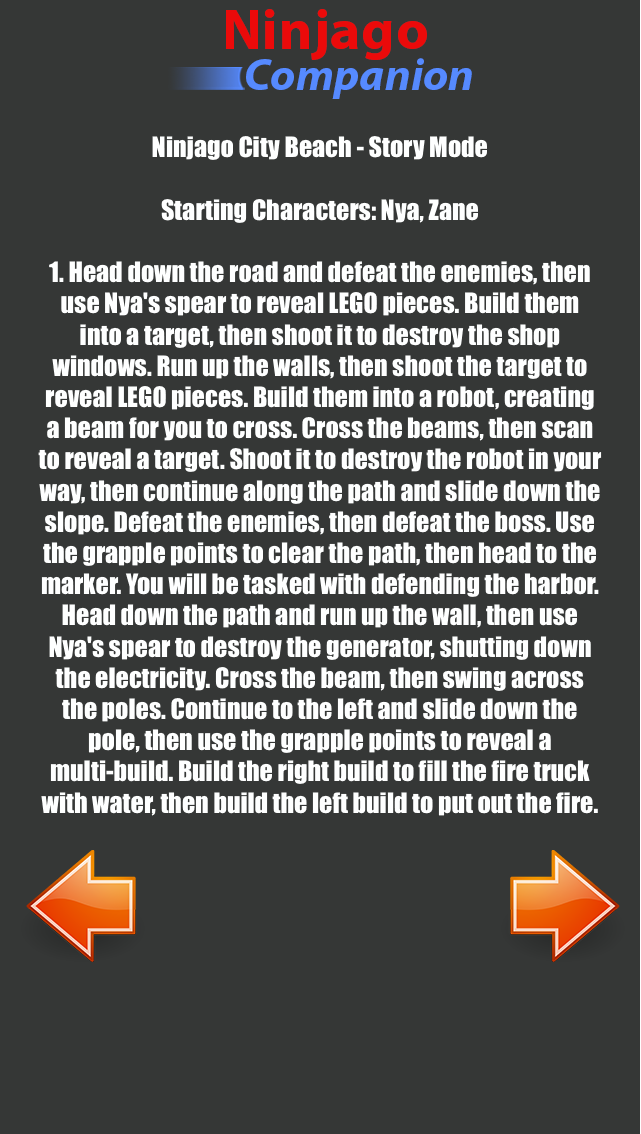 Ninjago
Companion
Ninjago City Beach - Story Mode
Starting Characters: Nya, Zane
1. Head down the road and defeat the enemies, then
use Nya's spear to reveal LEGO pieces. Build them
into a target, then shoot it to destroy the shop
windows. Run up the walls, then shoot the target to
reveal LEGO pieces. Build them into a robot, creating
a beam for you to cross. Cross the beams, then scan
to reveal a target. Shoot it to destroy the robot in your
way, then continue along the path and slide down the
slope. Defeat the enemies, then defeat the boss. Use
the grapple points to clear the path, then head to the
marker. You will be tasked with defending the harbor.
Head down the path and run up the wall, then use
Nya's spear to destroy the generator, shutting down
the electricity. Cross the beam, then swing across
the poles. Continue to the left and slide down the
pole, then use the grapple points to reveal a
multi-build. Build the right build to fill the fire truck
with water, then build the left build to put out the fire.